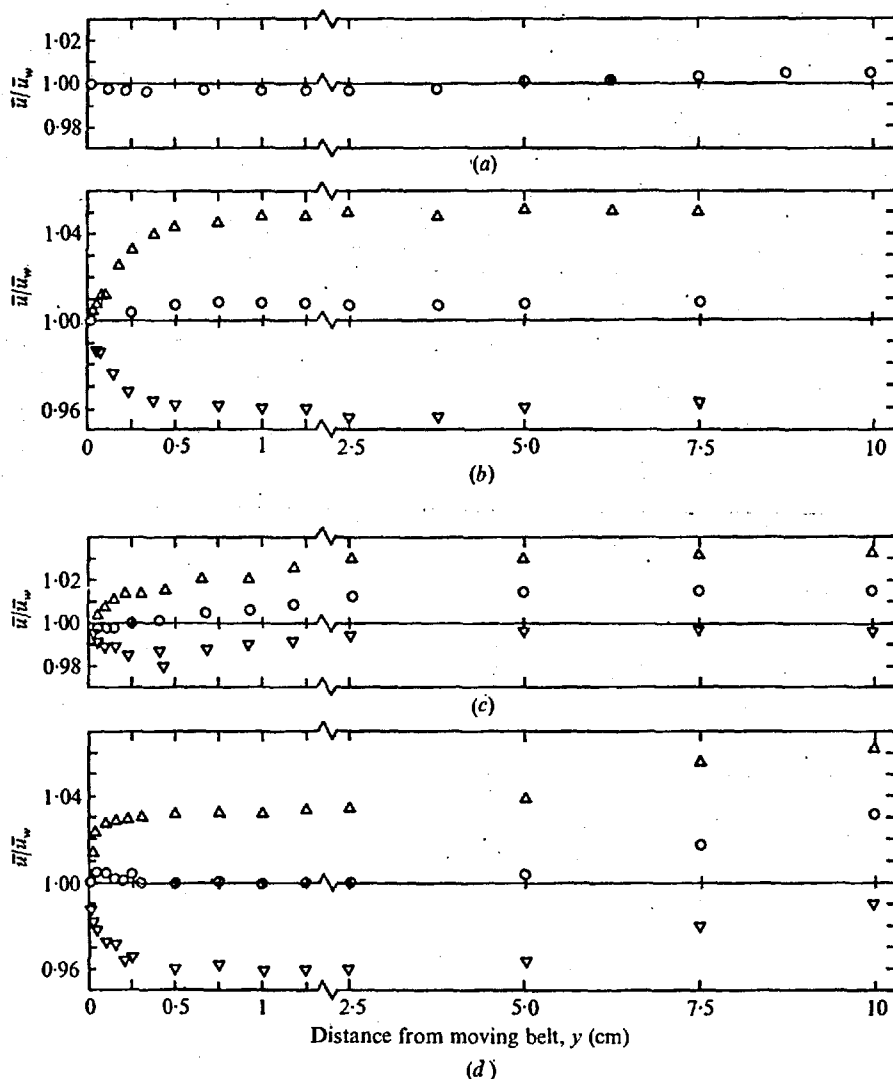 1·02
1·00
0·98
ū/ū_w
(a)
1·04
1·00
0·96
ū/ū_w
0 0·5 1 2·5 5·0 7·5 10
(b)
1·02
1·00
0·98
ū/ū_w
(c)
1·04
1·00
0·96
ū/ū_w
0 0·5 1 2·5 5·0 7·5 10
Distance from moving belt, y (cm)
(d)